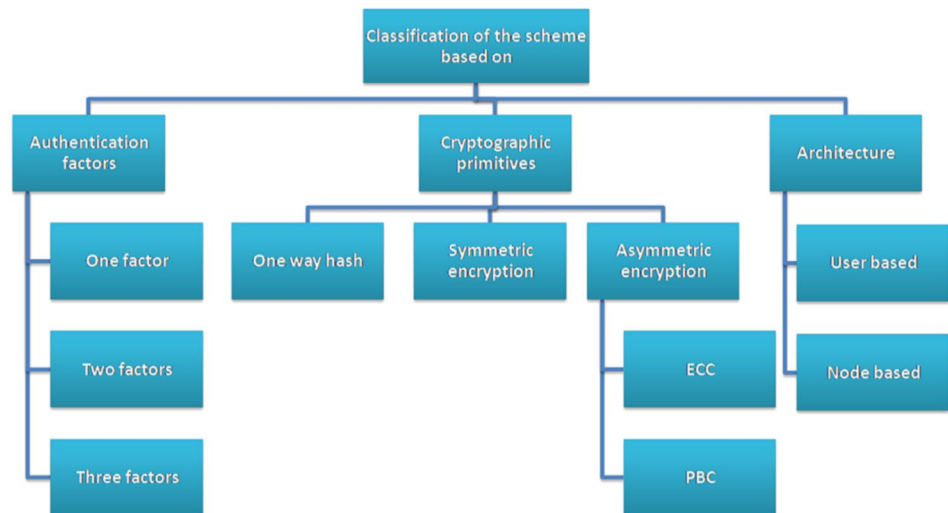 Classification of the scheme
based on
Authentication
factors
Cryptographic
primitives
Architecture
One factor
Two factors
Three factors
One way hash
Symmetric
encryption
Asymmetric
encryption
ECC
PBC
User based
Node based